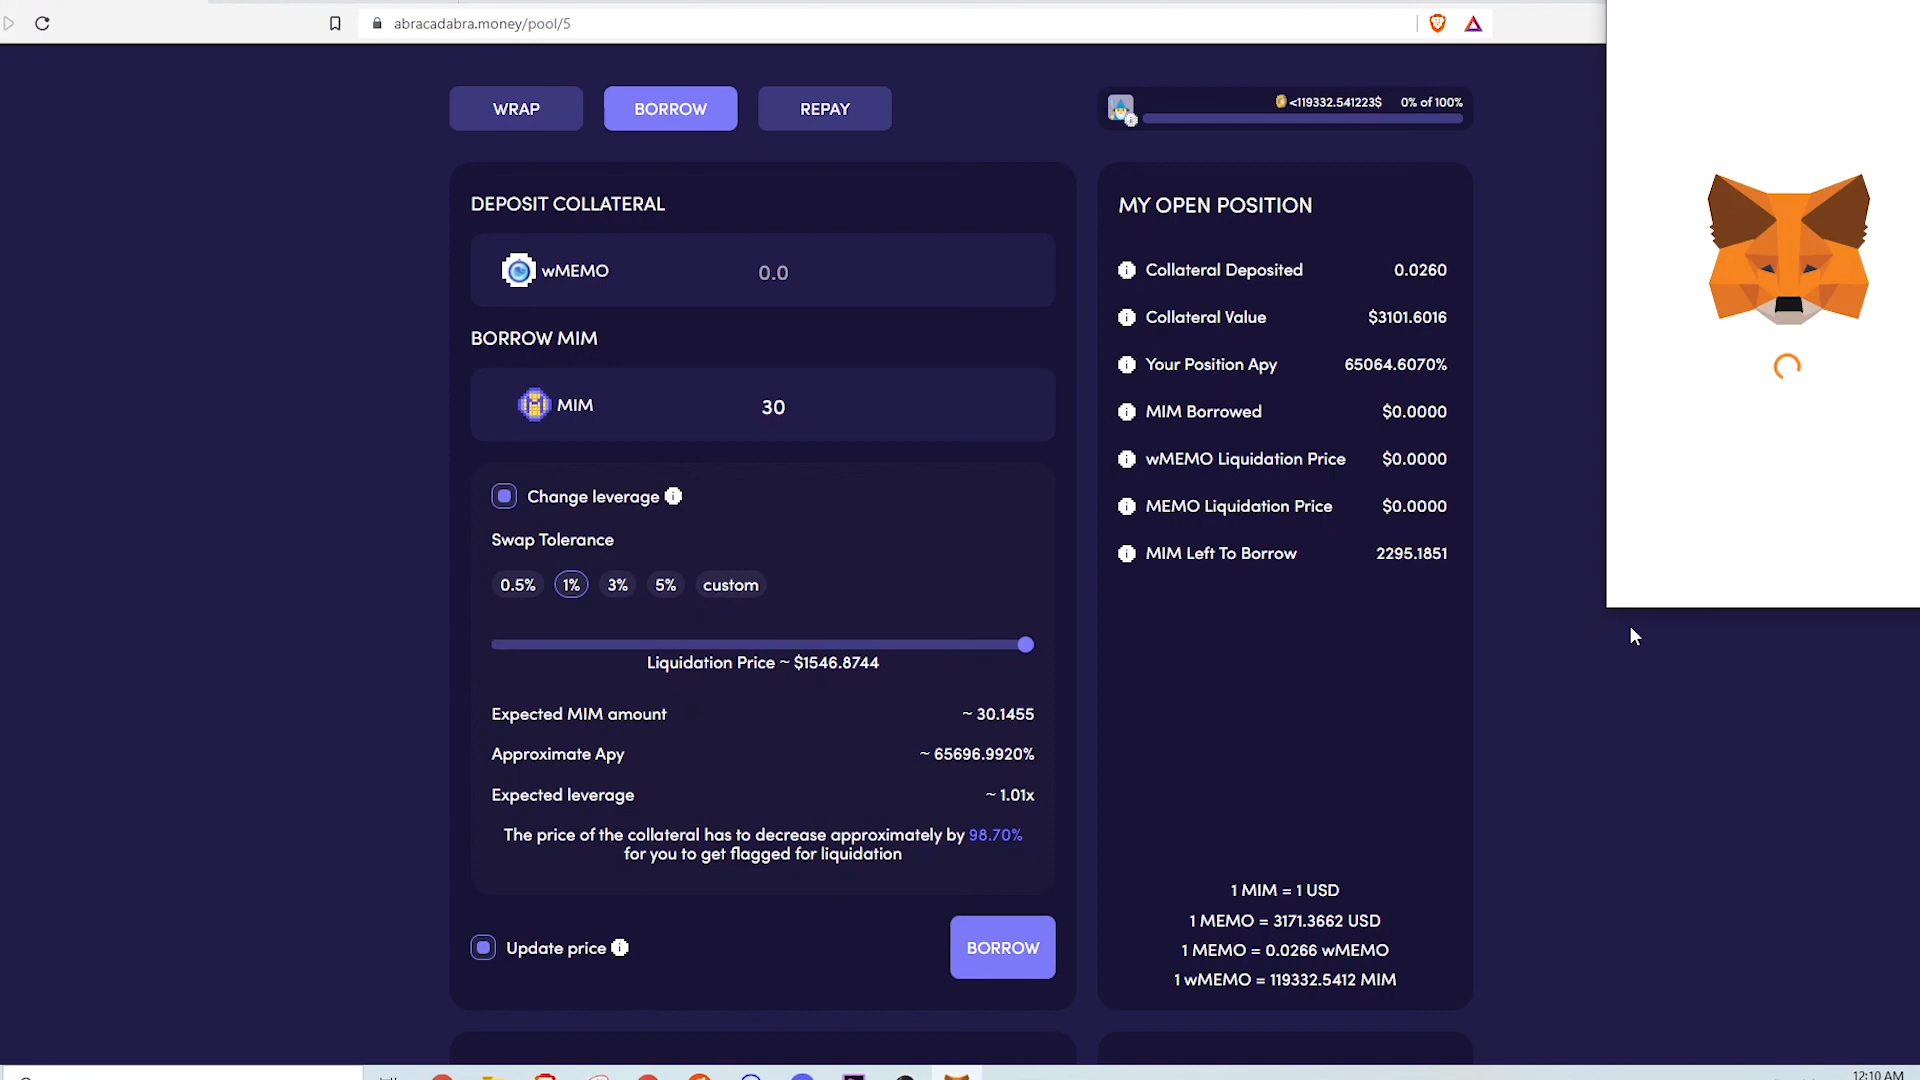 abracadabra.money/pool/5
WRAP
BORROW
REPAY
<119332.541223$ 0% of 100%
DEPOSIT COLLATERAL
wMEMO 0.0
BORROW MIM
MIM 30
Change leverage
Swap Tolerance
0.5% 1% 3% 5% custom
Liquidation Price ~ $1546.8744
Expected MIM amount ~ 30.1455
Approximate Apy ~ 65696.9920%
Expected leverage ~ 1.01x
The price of the collateral has to decrease approximately by 98.70%
for you to get flagged for liquidation
Update price
BORROW
MY OPEN POSITION
Collateral Deposited 0.0260
Collateral Value $3101.6016
Your Position Apy 65064.6070%
MIM Borrowed $0.0000
wMEMO Liquidation Price $0.0000
MEMO Liquidation Price $0.0000
MIM Left To Borrow 2295.1851
1 MIM = 1 USD
1 MEMO = 3171.3662 USD
1 MEMO = 0.0266 wMEMO
1 wMEMO = 119332.5412 MIM
12:10 AM